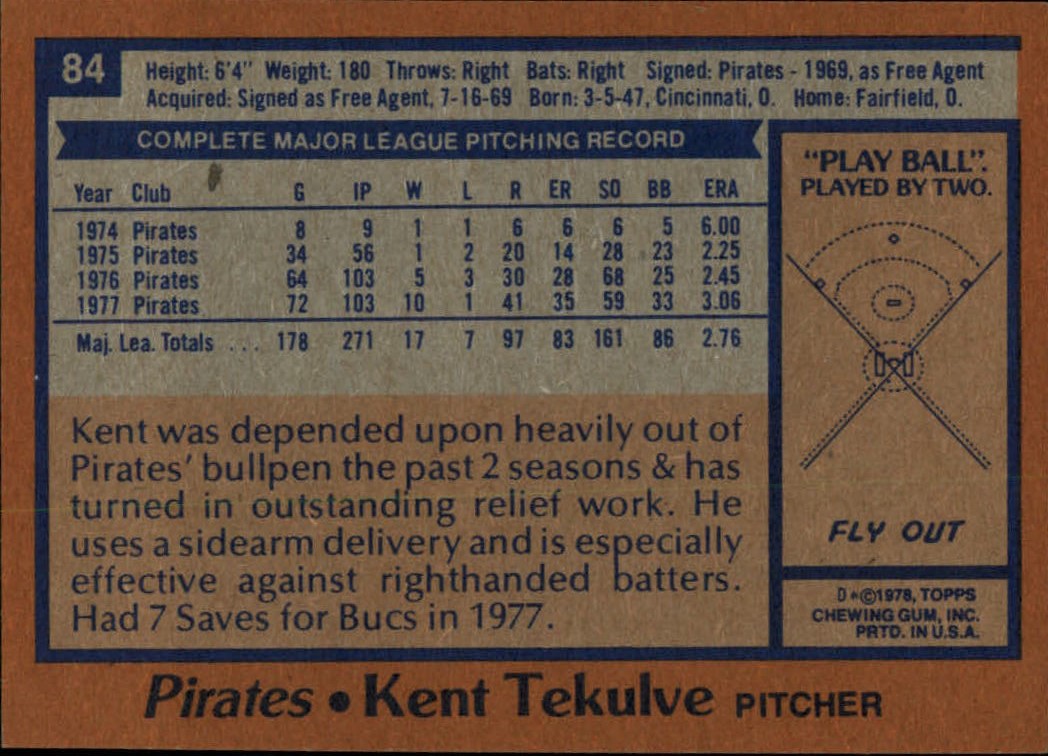 84
Height: 6'4" Weight: 180 Throws: Right Bats: Right Signed: Pirates - 1969, as Free Agent
Acquired: Signed as Free Agent, 7-16-69 Born: 3-5-47, Cincinnati, O. Home: Fairfield, O.
COMPLETE MAJOR LEAGUE PITCHING RECORD
Year Club G IP W L R ER SO BB ERA
1974 Pirates 8 9 1 1 6 6 6 5 6.00
1975 Pirates 34 56 1 2 20 14 28 23 2.25
1976 Pirates 64 103 5 3 30 28 68 25 2.45
1977 Pirates 72 103 10 1 41 35 59 33 3.06
Maj. Lea. Totals ... 178 271 17 7 97 83 161 86 2.76
Kent was depended upon heavily out of
Pirates' bullpen the past 2 seasons & has
turned in outstanding relief work. He
uses a sidearm delivery and is especially
effective against righthanded batters.
Had 7 Saves for Bucs in 1977.
"PLAY BALL".
PLAYED BY TWO.
FLY OUT
D*©1978, TOPPS
CHEWING GUM, INC.
PRTD. IN U.S.A.
Pirates • Kent Tekulve PITCHER